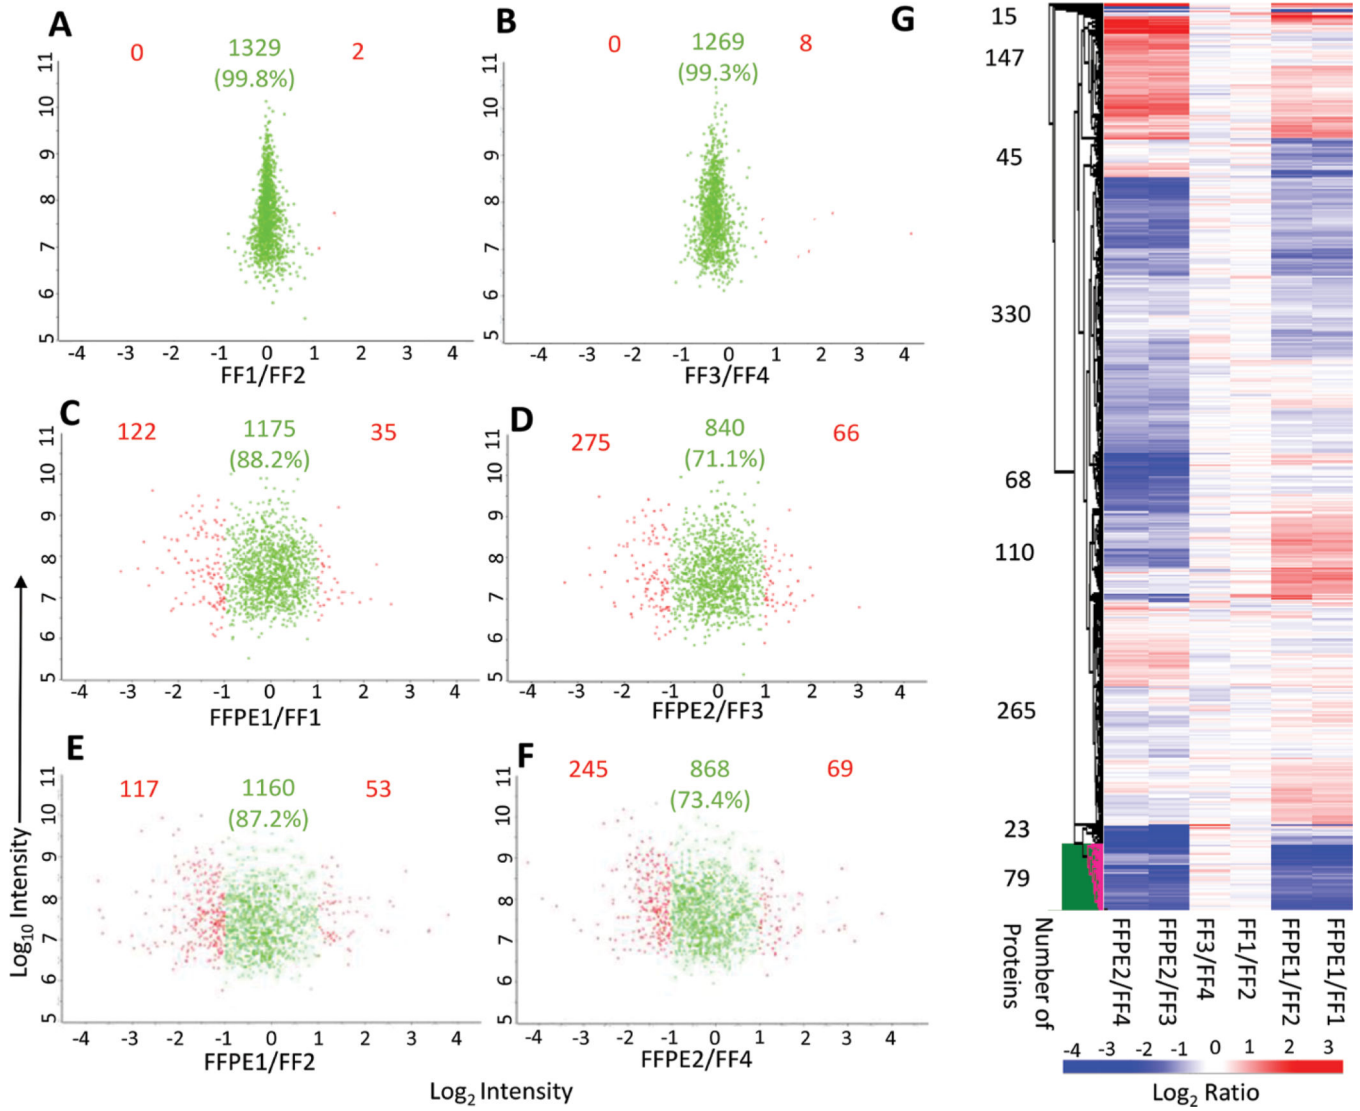 A
0
1329
(99.8%)
2
11
10
9
8
7
6
5
-4 -3 -2 -1 0 1 2 3 4
FF1/FF2
B
0
1269
(99.3%)
8
11
10
9
8
7
6
5
-4 -3 -2 -1 0 1 2 3 4
FF3/FF4
C
122
1175
(88.2%)
35
11
10
9
8
7
6
5
-4 -3 -2 -1 0 1 2 3 4
FFPE1/FF1
D
275
840
(71.1%)
66
11
10
9
8
7
6
5
-4 -3 -2 -1 0 1 2 3 4
FFPE2/FF3
E
117
1160
(87.2%)
53
11
10
9
8
7
6
5
-4 -3 -2 -1 0 1 2 3 4
FFPE1/FF2
F
245
868
(73.4%)
69
11
10
9
8
7
6
5
-4 -3 -2 -1 0 1 2 3 4
FFPE2/FF4
Log10 Intensity
Log2 Intensity
G
15
147
45
330
68
110
265
23
79
Number of
Proteins
FFPE2/FF4
FFPE2/FF3
FF3/FF4
FF1/FF2
FFPE1/FF2
FFPE1/FF1
-4 -3 -2 -1 0 1 2 3
Log2 Ratio